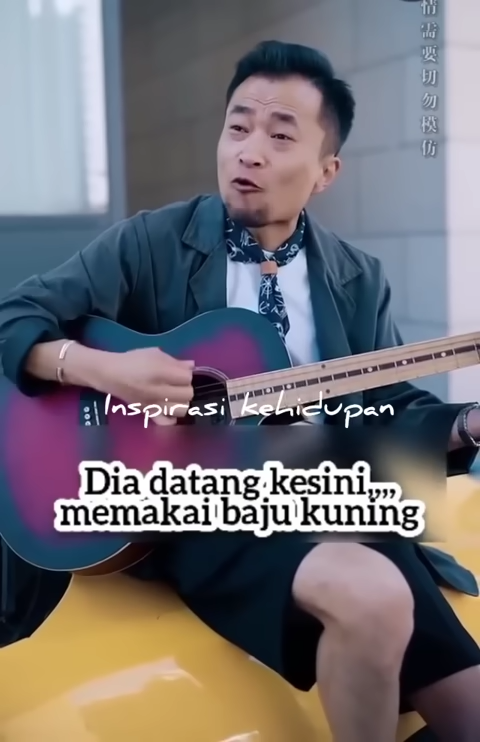 情需要切勿模仿
Inspirasi kehidupan
Dia datang kesini,,,,
memakai baju kuning